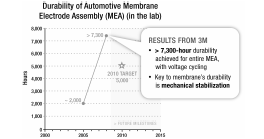 Durability of Automotive Membrane
Electrode Assembly (MEA) (in the lab)
8,000
7,000
6,000
5,000
4,000
3,000
2,000
1,000
0
Hours
> 7,300
~ 2,000
2010 TARGET
5,000
RESULTS FROM 3M
• > 7,300-hour durability
achieved for entire MEA,
with voltage cycling
• Key to membrane's durability
is mechanical stabilization
FUTURE MILESTONES
2000
2005
2010
2015